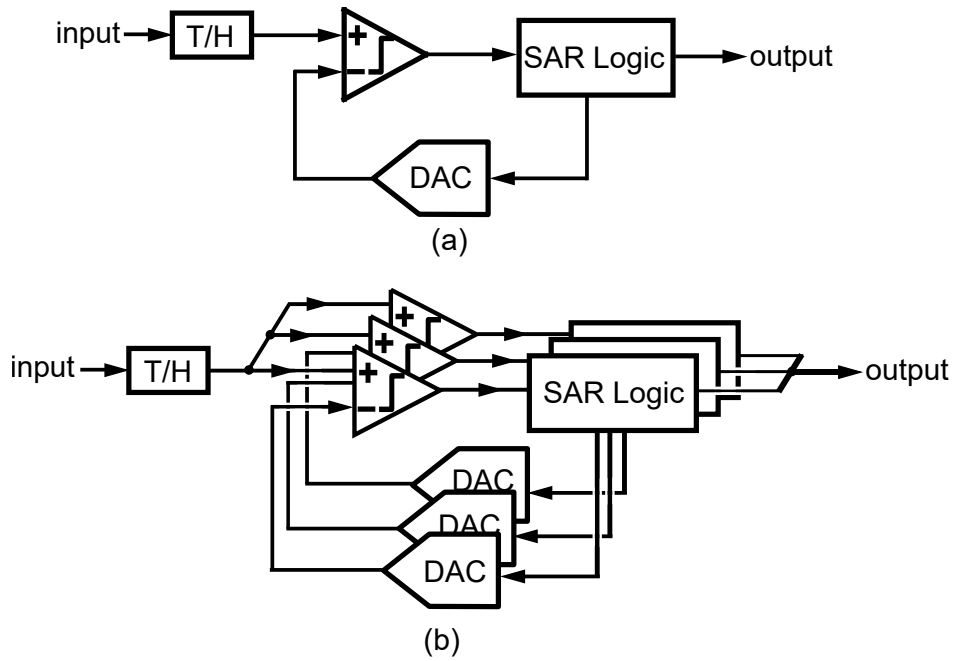 input T/H + SAR Logic output
DAC
(a)
+
+
input T/H + SAR Logic output
DAC
DAC
DAC
(b)